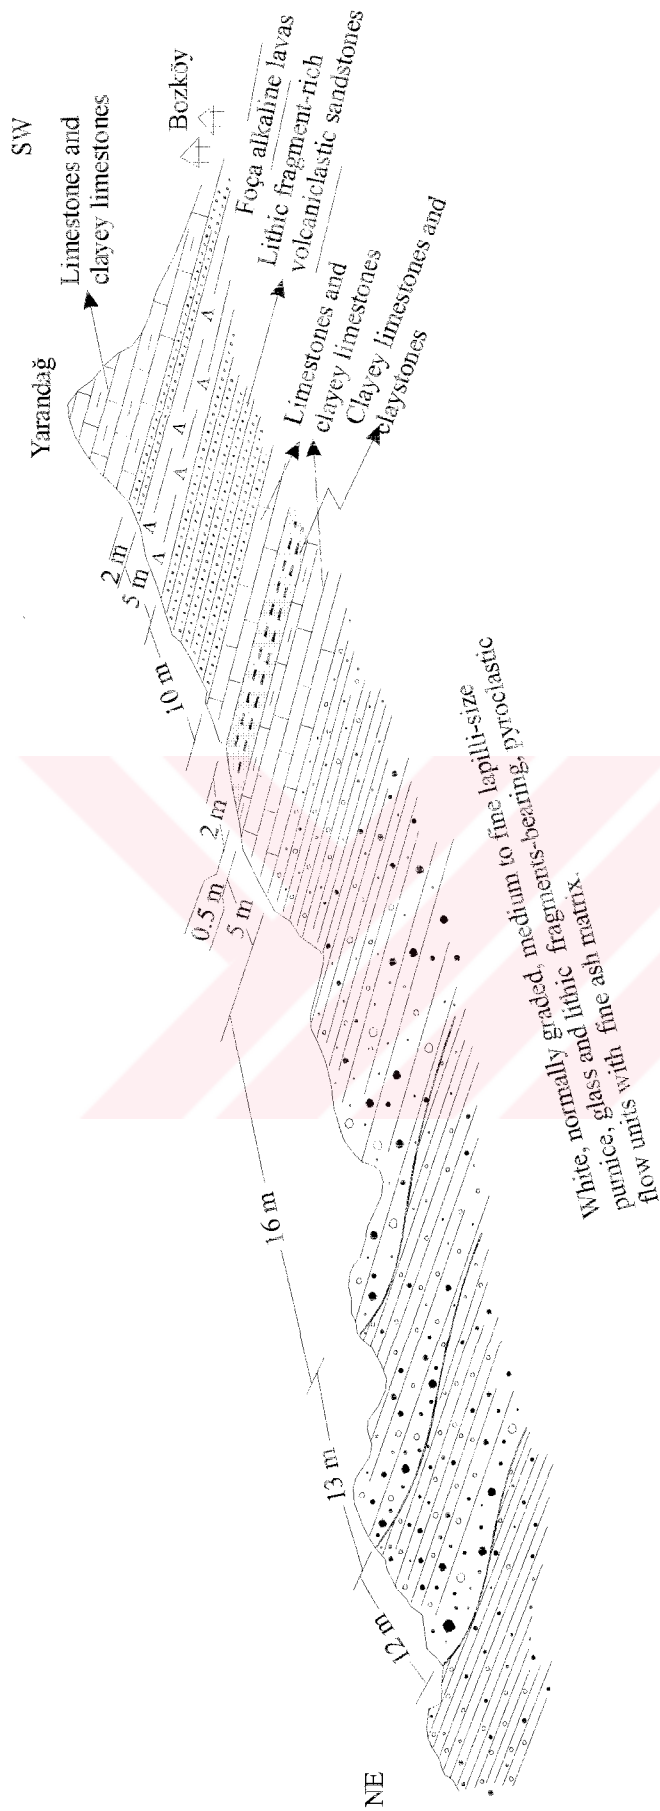 SW
Yarandağ
Limestones and
clayey limestones
Bozköy
Foça alkaline lavas
Lithic fragment-rich
volcaniclastic sandstones
Limestones and
clayey limestones
Clayey limestones and
claystones
2 m
5 m
10 m
2 m
0.5 m
5 m
16 m
13 m
12 m
NE
White, normally graded, medium to fine lapilli-size
pumice, glass and lithic fragments-bearing, pyroclastic
flow units with fine ash matrix.